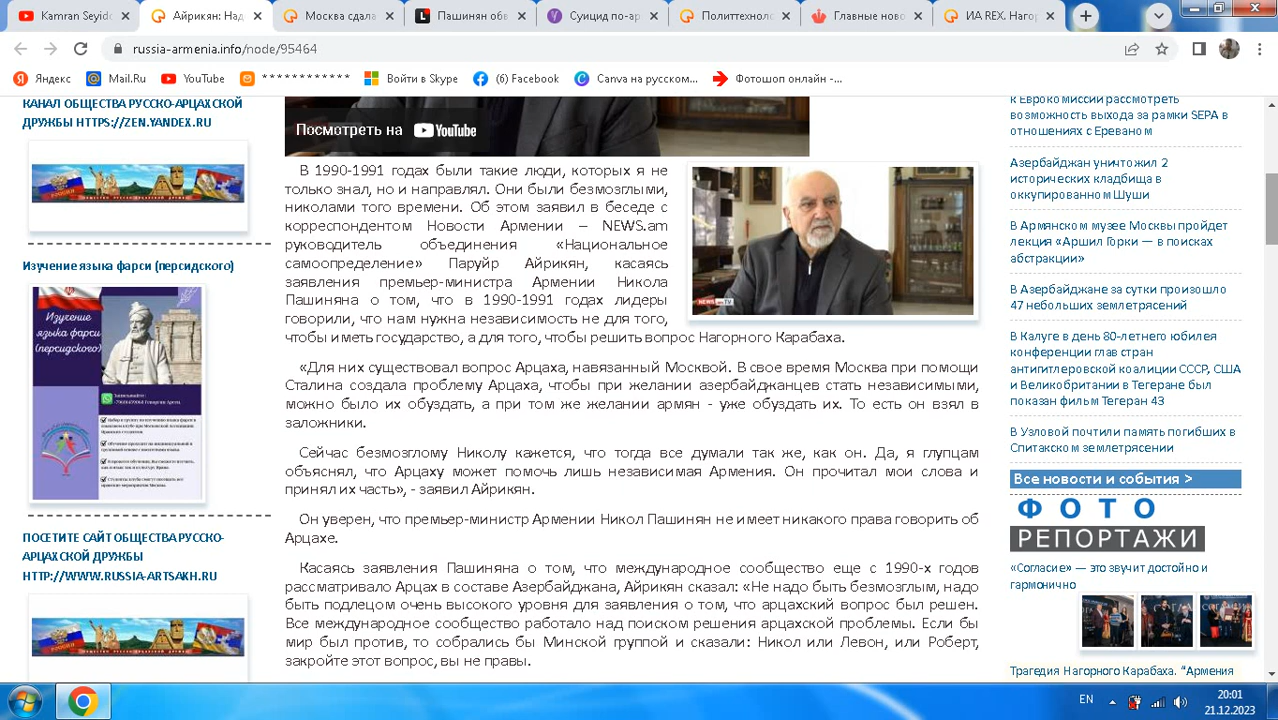 Kamran Seyido
Айрикян: Над
Москва сдала
Пашинян обв
Суицид по-ар
Политтехнол
Главные ново
ИА REX. Нагор
russia-armenia.info/node/95464
Яндекс
Mail.Ru
YouTube
* * * * * * * * * * * *
Войти в Skype
(6) Facebook
Canva на русском...
Фотошоп онлайн -...
КАНАЛ ОБЩЕСТВА РУССКО-АРЦАХСКОЙ
ДРУЖБЫ HTTPS://ZEN.YANDEX.RU
Изучение языка фарси (персидского)
Изучение
языка фарси
(персидского)
ПОСЕТИТЕ САЙТ ОБЩЕСТВА РУССКО-
АРЦАХСКОЙ ДРУЖБЫ
HTTP://WWW.RUSSIA-ARTSAKH.RU
Посмотреть на YouTube
В 1990-1991 годах были такие люди, которых я не
только знал, но и направлял. Они были безмозглыми,
николами того времени. Об этом заявил в беседе с
корреспондентом Новости Армении – NEWS.am
руководитель объединения «Национальное
самоопределение» Паруйр Айрикян, касаясь
заявления премьер-министра Армении Никола
Пашиняна о том, что в 1990-1991 годах лидеры
говорили, что нам нужна независимость не для того,
чтобы иметь государство, а для того, чтобы решить вопрос Нагорного Карабаха.
«Для них существовал вопрос Арцаха, навязанный Москвой. В свое время Москва при помощи
Сталина создала проблему Арцаха, чтобы при желании азербайджанцев стать независимыми,
можно было их обуздать, а при таком желании армян - уже обуздать их. То есть он взял в
заложники.
Сейчас безмозглому Николу кажется, что тогда все думали так же, как он. Да, я глупцам
объяснял, что Арцаху может помочь лишь независимая Армения. Он прочитал мои слова и
принял их часть», - заявил Айрикян.
Он уверен, что премьер-министр Армении Никол Пашинян не имеет никакого права говорить об
Арцахе.
Касаясь заявления Пашиняна о том, что международное сообщество еще с 1990-х годов
рассматривало Арцах в составе Азербайджана, Айрикян сказал: «Не надо быть безмозглым, надо
быть подлецом очень высокого уровня для заявления о том, что арцахский вопрос был решен.
Все международное сообщество работало над поиском решения арцахской проблемы. Если бы
мир был против, то собрались бы Минской группой и сказали: Никол или Левон, или Роберт,
закройте этот вопрос, вы не правы.
NEWS
TV
к Еврокомиссии рассмотреть
возможность выхода за рамки SEPA в
отношениях с Ереваном
Азербайджан уничтожил 2
исторических кладбища в
оккупированном Шуши
В Армянском музее Москвы пройдет
лекция «Аршил Горки — в поисках
абстракции»
В Азербайджане за сутки произошло
47 небольших землетрясений
В Калуге в день 80-летнего юбилея
конференции глав стран
антигитлеровской коалиции СССР, США
и Великобритании в Тегеране был
показан фильм Тегеран 43
В Узловой почтили память погибших в
Спитакском землетрясении
Все новости и события >
ФОТО
РЕПОРТАЖИ
«Согласие» — это звучит достойно и
гармонично
Трагедия Нагорного Карабаха. "Армения
EN
20:01
21.12.2023